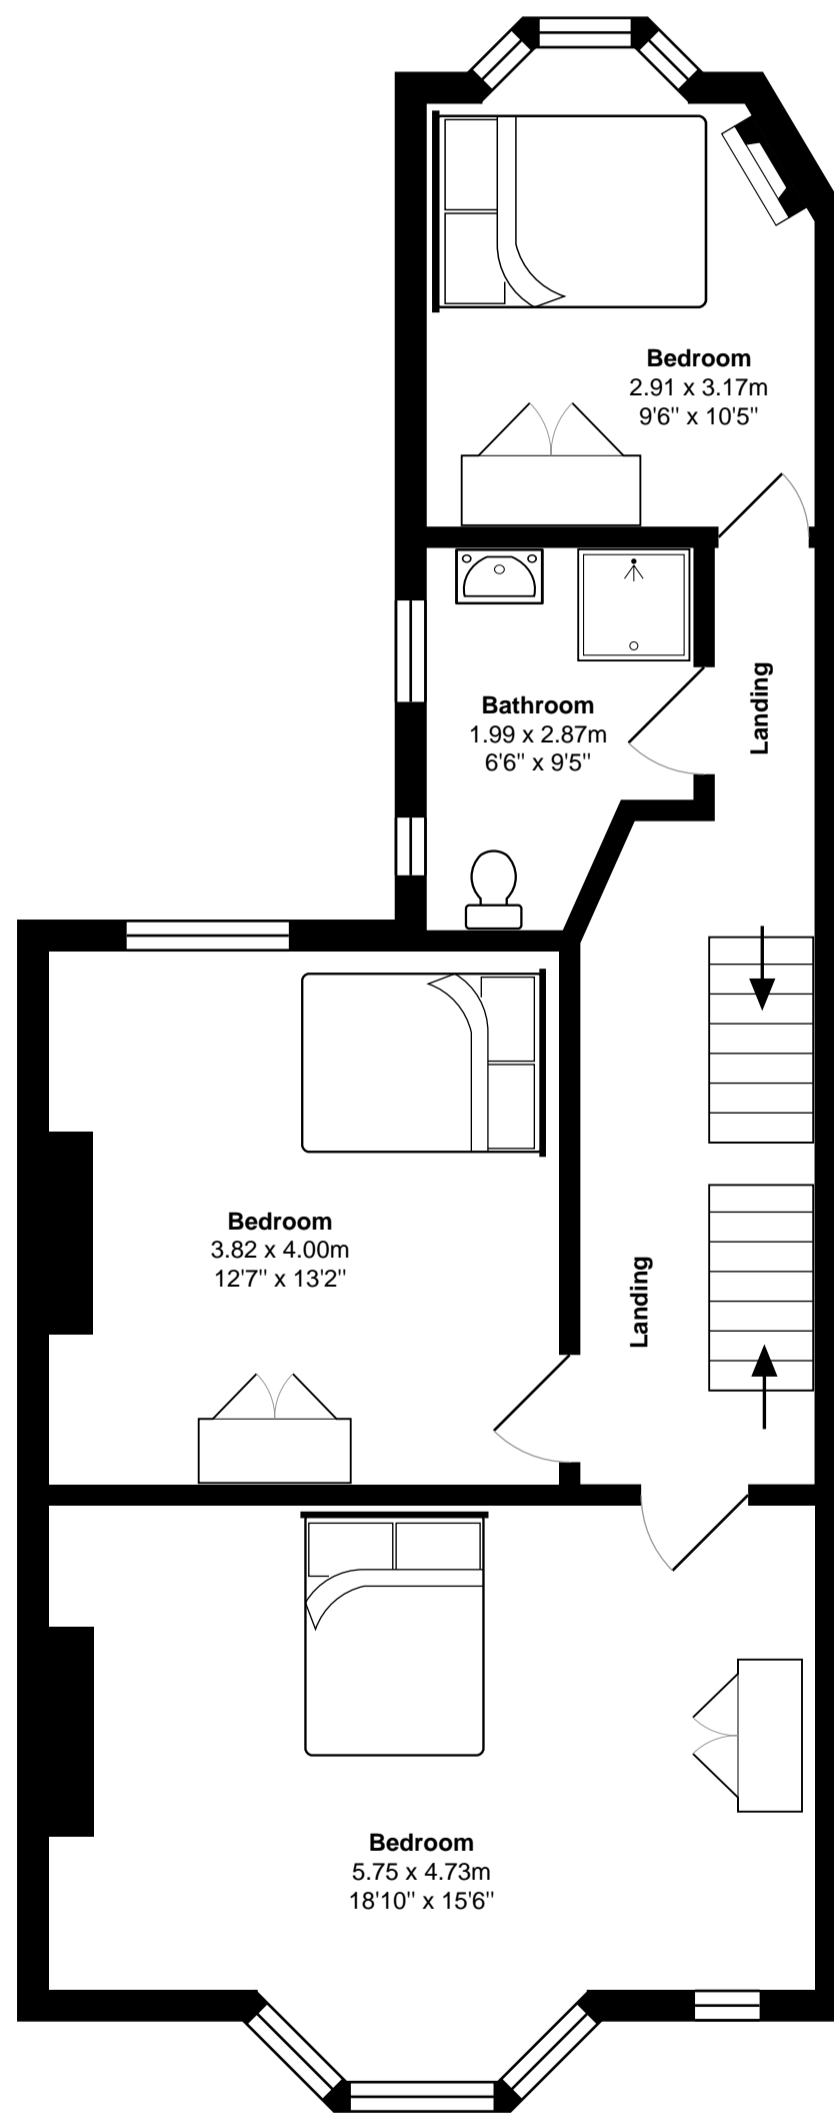 Bedroom
2.91 x 3.17m
9'6" x 10'5"
Landing
Bathroom
1.99 x 2.87m
6'6" x 9'5"
Bedroom
3.82 x 4.00m
12'7" x 13'2"
Landing
Bedroom
5.75 x 4.73m
18'10" x 15'6"